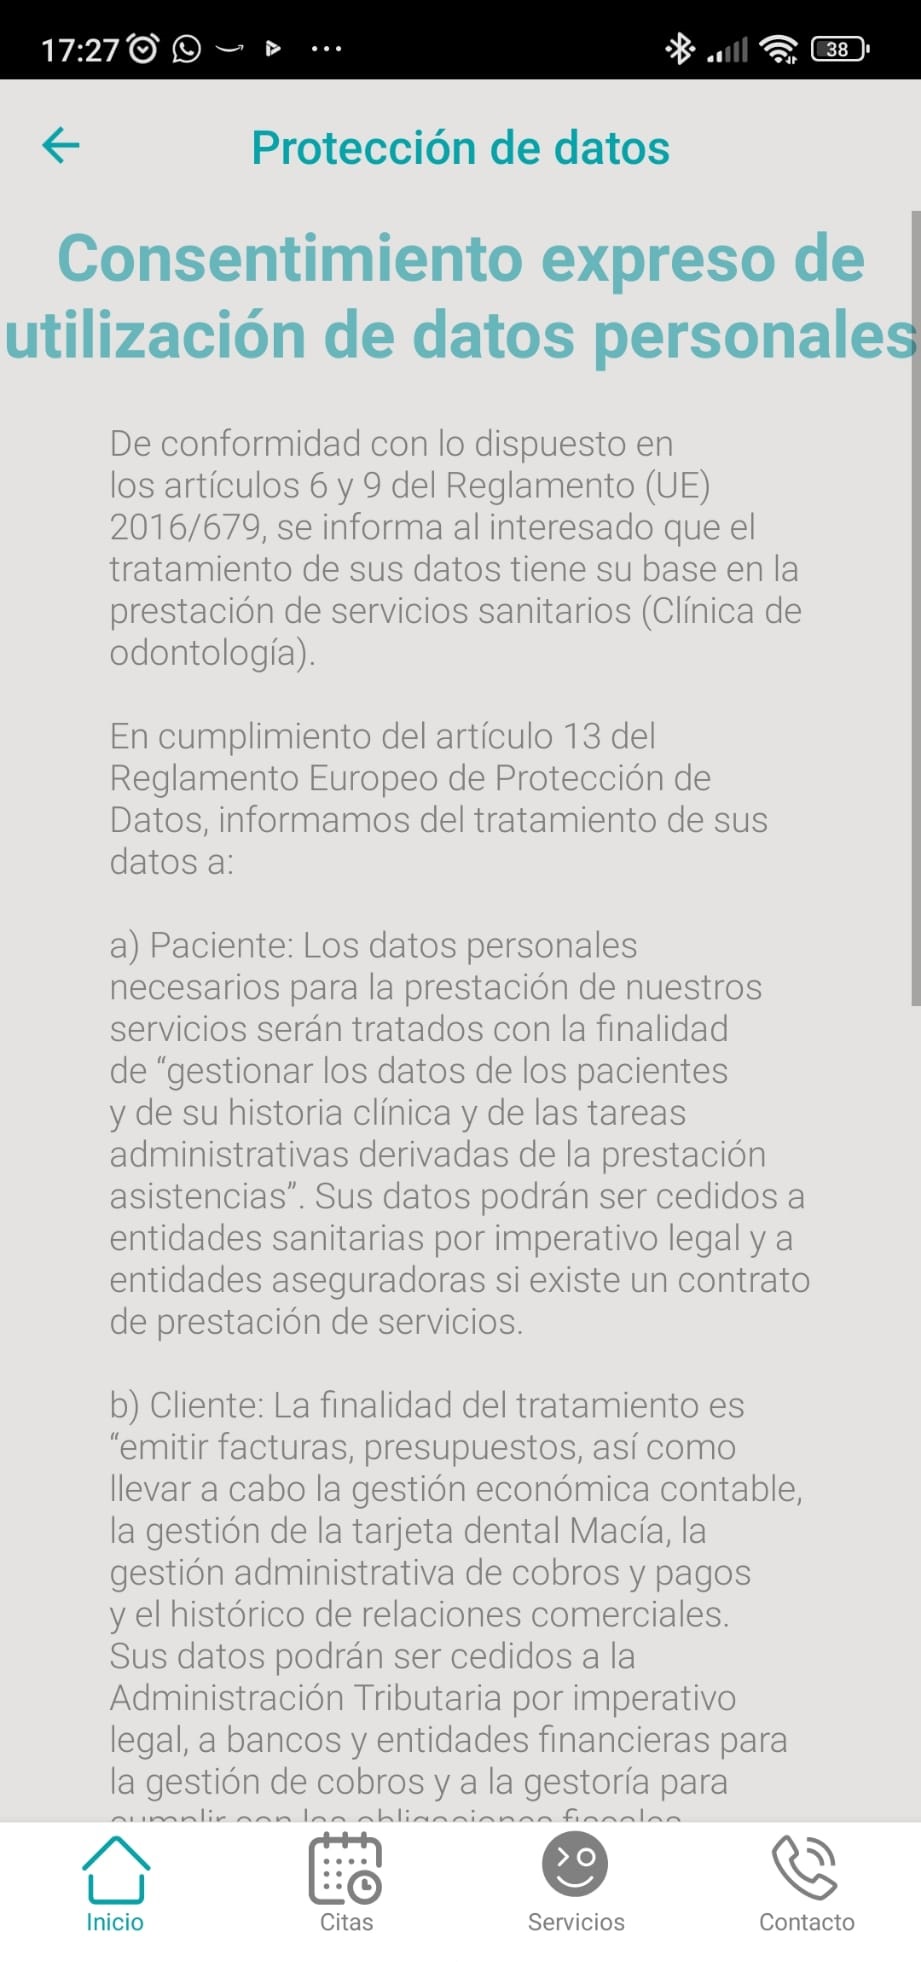 17:27
38
Protección de datos
Consentimiento expreso de
utilización de datos personales
De conformidad con lo dispuesto en
los artículos 6 y 9 del Reglamento (UE)
2016/679, se informa al interesado que el
tratamiento de sus datos tiene su base en la
prestación de servicios sanitarios (Clínica de
odontología).
En cumplimiento del artículo 13 del
Reglamento Europeo de Protección de
Datos, informamos del tratamiento de sus
datos a:
a) Paciente: Los datos personales
necesarios para la prestación de nuestros
servicios serán tratados con la finalidad
de “gestionar los datos de los pacientes
y de su historia clínica y de las tareas
administrativas derivadas de la prestación
asistencias”. Sus datos podrán ser cedidos a
entidades sanitarias por imperativo legal y a
entidades aseguradoras si existe un contrato
de prestación de servicios.
b) Cliente: La finalidad del tratamiento es
“emitir facturas, presupuestos, así como
llevar a cabo la gestión económica contable,
la gestión de la tarjeta dental Macía, la
gestión administrativa de cobros y pagos
y el histórico de relaciones comerciales.
Sus datos podrán ser cedidos a la
Administración Tributaria por imperativo
legal, a bancos y entidades financieras para
la gestión de cobros y a la gestoría para
cumplir con las obligaciones fiscales
Inicio
Citas
Servicios
Contacto